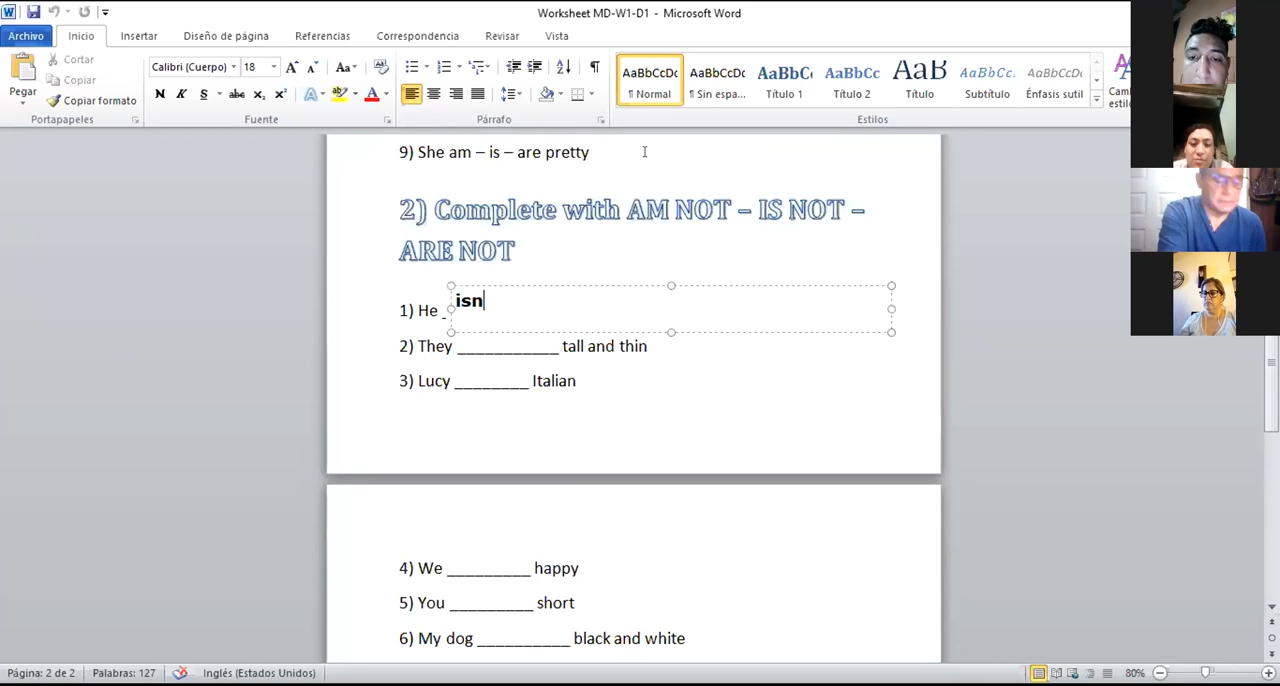 Worksheet MD-W1-D1 - Microsoft Word
Archivo Inicio Insertar Diseño de página Referencias Correspondencia Revisar Vista
Pegar
Cortar
Copiar
Copiar formato
Portapapeles
Calibri (Cuerpo) 18
Fuente
Párrafo
AaBbCcDc AaBbCcDc AaBbC AaBbCc AaB AaBbCc. AaBbCcDc
¶ Normal ¶ Sin espa... Título 1 Título 2 Título Subtítulo Énfasis sutil
Estilos
9) She am – is – are pretty
2) Complete with AM NOT – IS NOT –
ARE NOT
isn
1) He _
2) They ____________ tall and thin
3) Lucy _________ Italian
4) We __________ happy
5) You __________ short
6) My dog ___________ black and white
Página: 2 de 2 Palabras: 127 Inglés (Estados Unidos) 80%